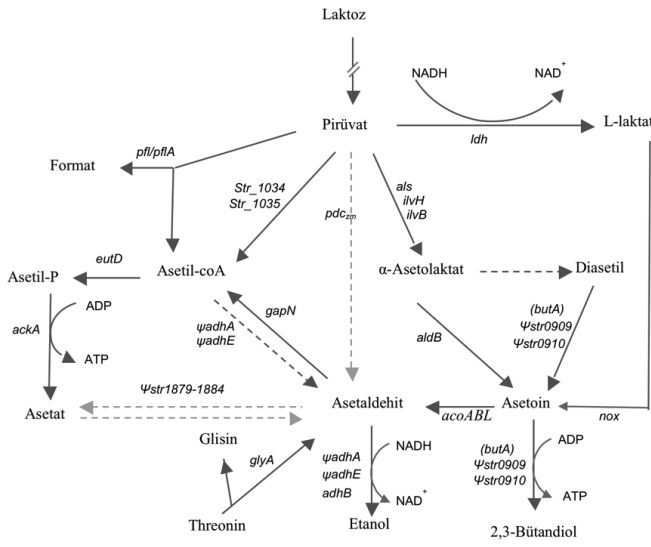 Laktoz
NADH
NAD+
Pirüvat
ldh
L-laktat
Format
pfl/pflA
Str_1034
Str_1035
pdczm
als
ilvH
ilvB
Asetil-P
eutD
Asetil-coA
α-Asetolaktat
Diasetil
ADP
ackA
ATP
gapN
ψadhA
ψadhE
aldB
(butA)
Ψstr0909
Ψstr0910
Ψstr1879-1884
Asetat
Asetaldehit
acoABL
Asetoin
nox
Glisin
glyA
Threonin
ψadhA
ψadhE
adhB
NADH
NAD+
Etanol
(butA)
Ψstr0909
Ψstr0910
ADP
ATP
2,3-Bütandiol